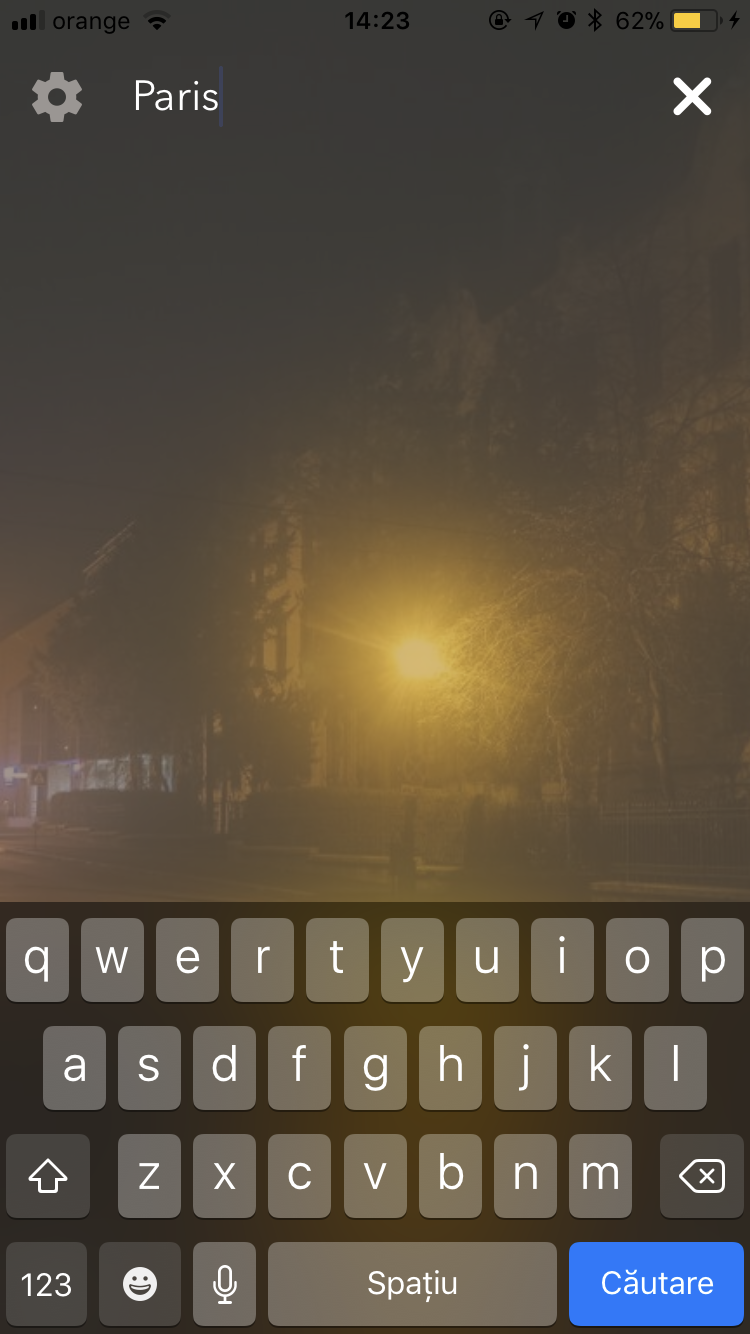 orange 14:23 62%
Paris
q w e r t y u i o p
a s d f g h j k l
z x c v b n m
123 Spațiu Căutare